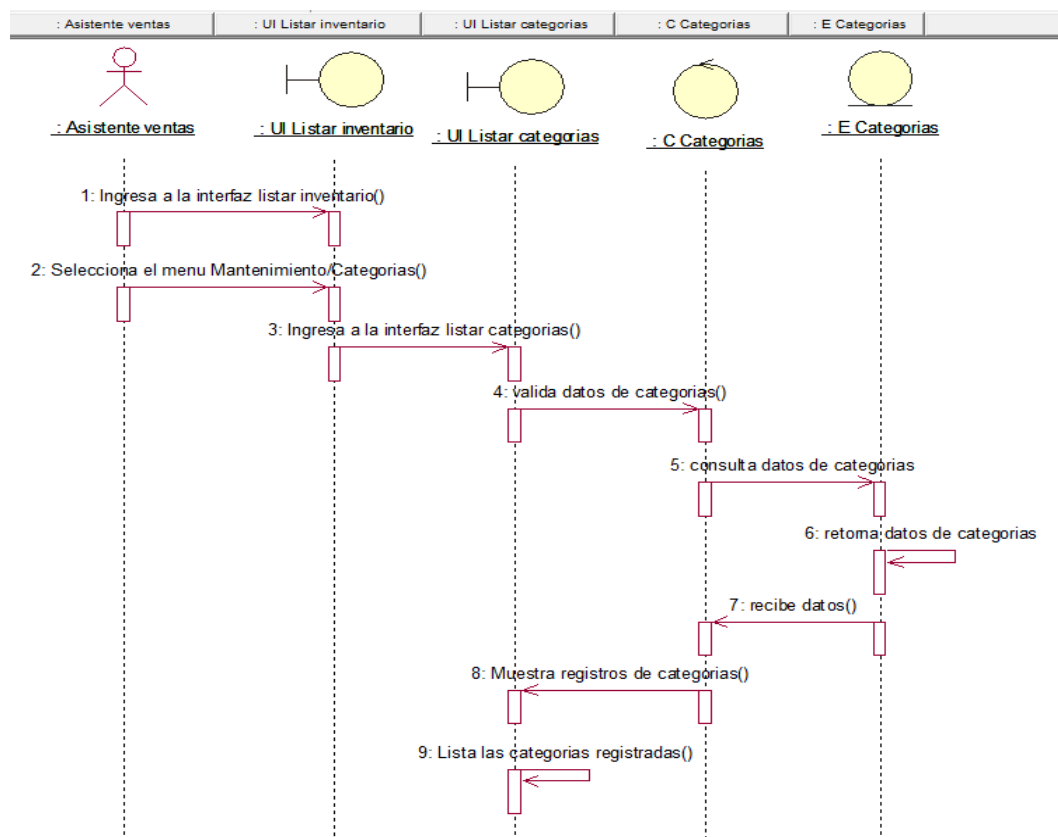 : Asistente ventas
: UI Listar inventario
: UI Listar categorias
: C Categorias
: E Categorias
: Asistente ventas
: UI Listar inventario
: UI Listar categorias
: C Categorias
: E Categorias
1: Ingresa a la interfaz listar inventario()
2: Selecciona el menu Mantenimiento/Categorias()
3: Ingresa a la interfaz listar categorias()
4: valida datos de categorias()
5: consulta datos de categorias
6: retorna datos de categorias
7: recibe datos()
8: Muestra registros de categorias()
9: Lista las categorias registradas()